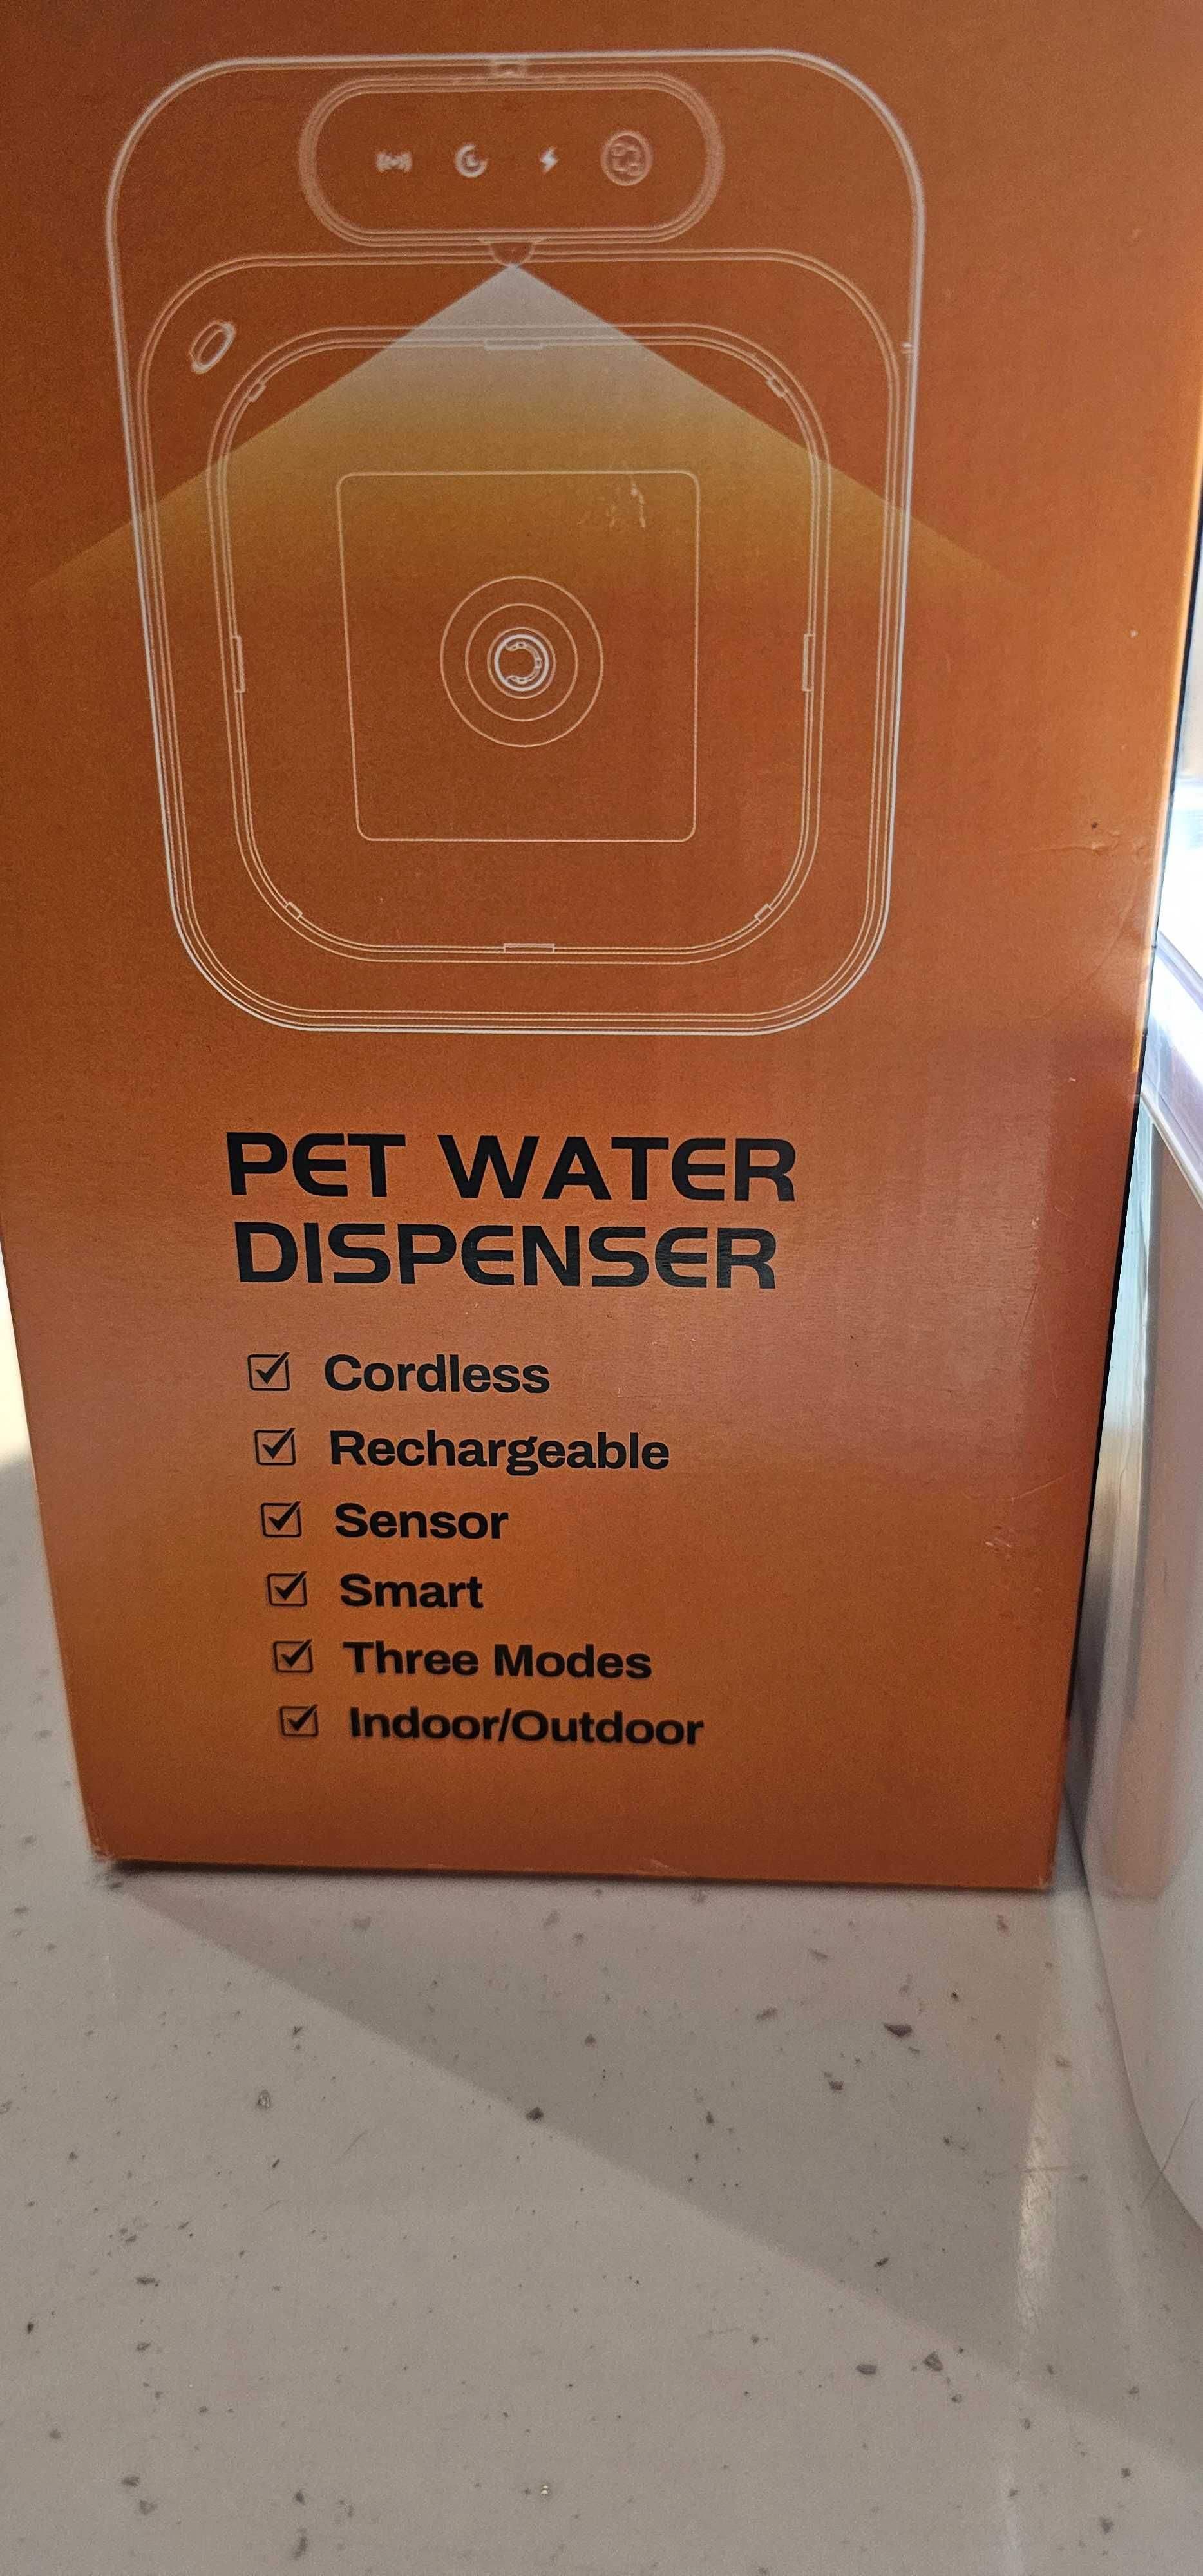 PET WATER
DISPENSER
Cordless
Rechargeable
Sensor
Smart
Three Modes
Indoor/Outdoor